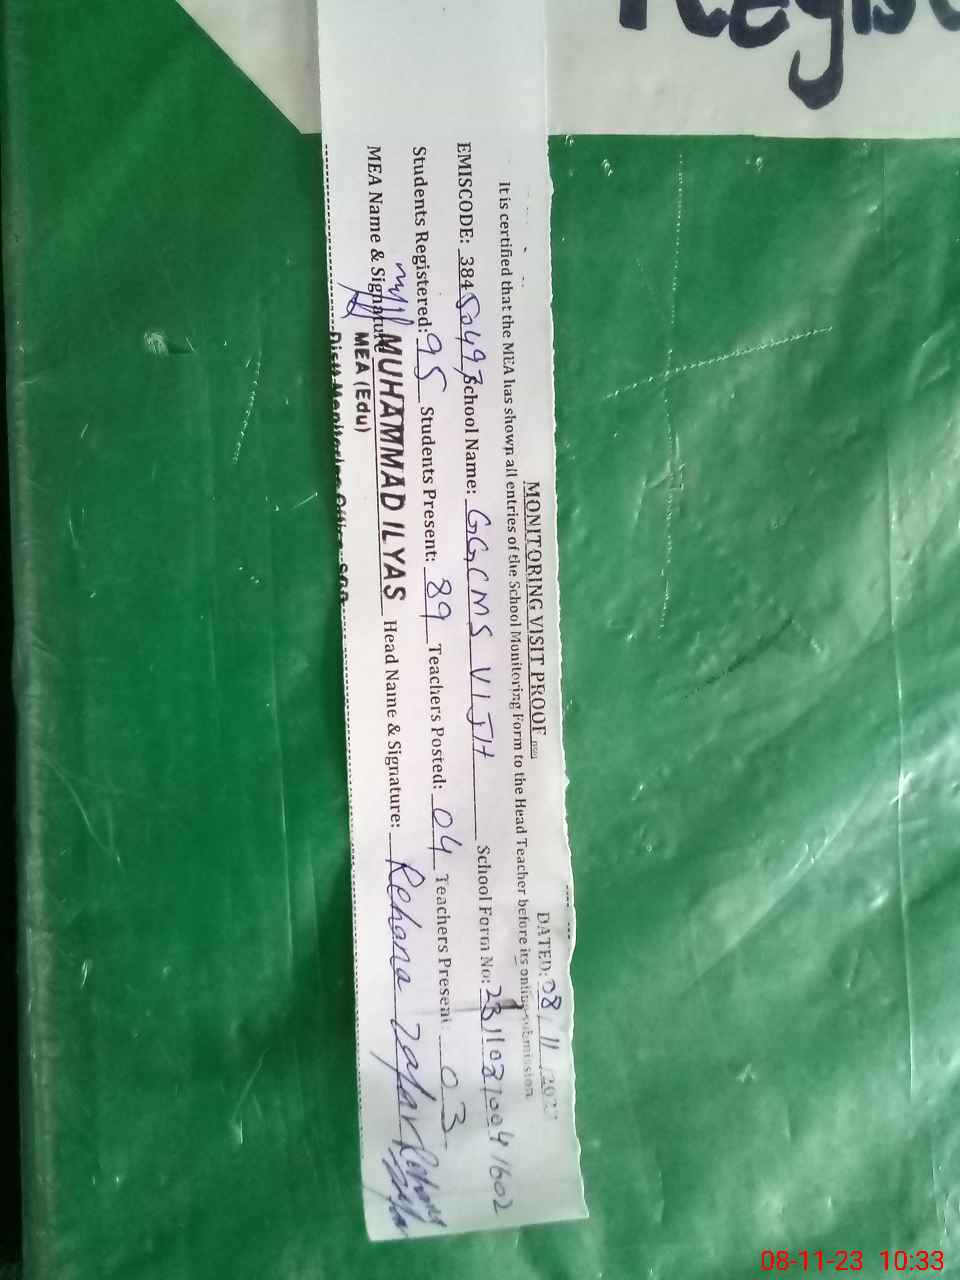 Regis
MONITORING VISIT PROOF
DATED: 08/11/2023
It is certified that the MEA has shown all entries of the School Monitoring Form to the Head Teacher before its online submission.
EMISCODE: 38450497 School Name: GGCMS VIJH School Form No:
Students Registered: 95 Students Present: 89 Teachers Posted: 04 Teachers Present 03
MEA Name & Signature MUHAMMAD ILYAS Head Name & Signature: Rehana Zafar
MEA (Edu)
08-11-23 10:33